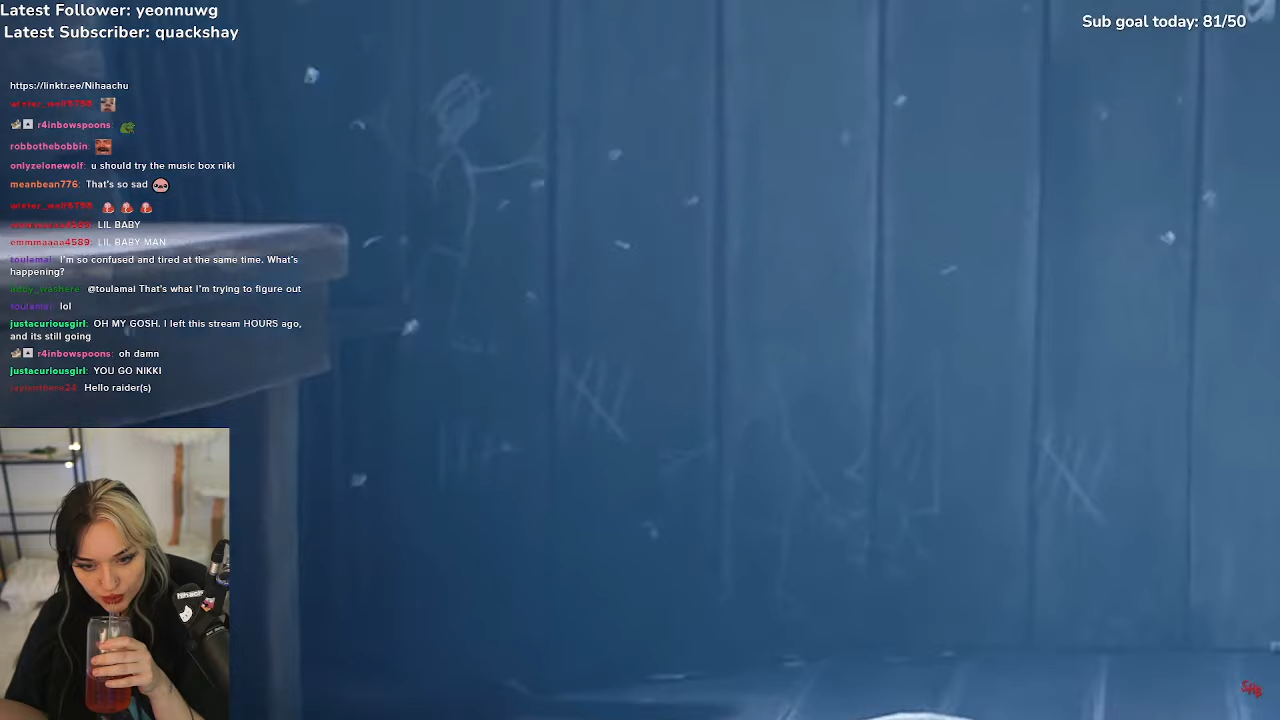 Latest Follower: yeonnuwg
Latest Subscriber: quackshay
Sub goal today: 81/50
https://linktr.ee/Nihaachu
r4inbowspoons:
robbothebobbin:
onlyzelonewolf: u should try the music box niki
meanbean776: That's so sad
LIL BABY
emmmaaaa4589: LIL BABY MAN
toulamai: I'm so confused and tired at the same time. What's
happening?
@toulamai That's what I'm trying to figure out
toulamai: lol
justacuriousgirl: OH MY GOSH. I left this stream HOURS ago,
and its still going
r4inbowspoons: oh damn
justacuriousgirl: YOU GO NIKKI
Hello raider(s)